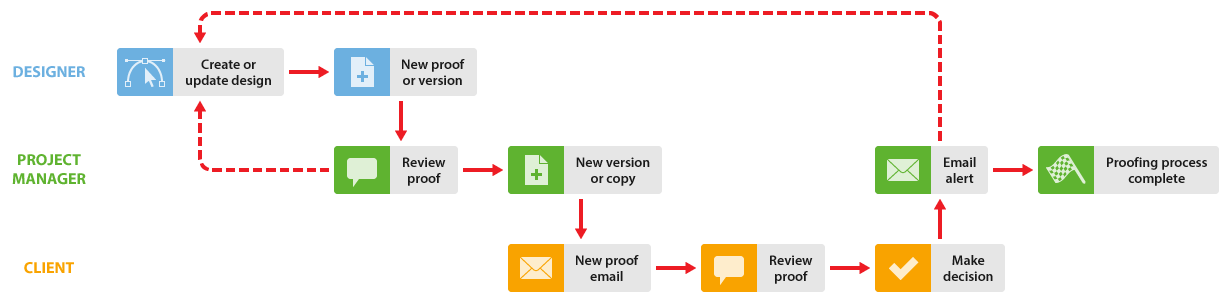 DESIGNER
Create or
update design
New proof
or version
PROJECT
MANAGER
Review
proof
New version
or copy
Email
alert
Proofing process
complete
CLIENT
New proof
email
Review
proof
Make
decision